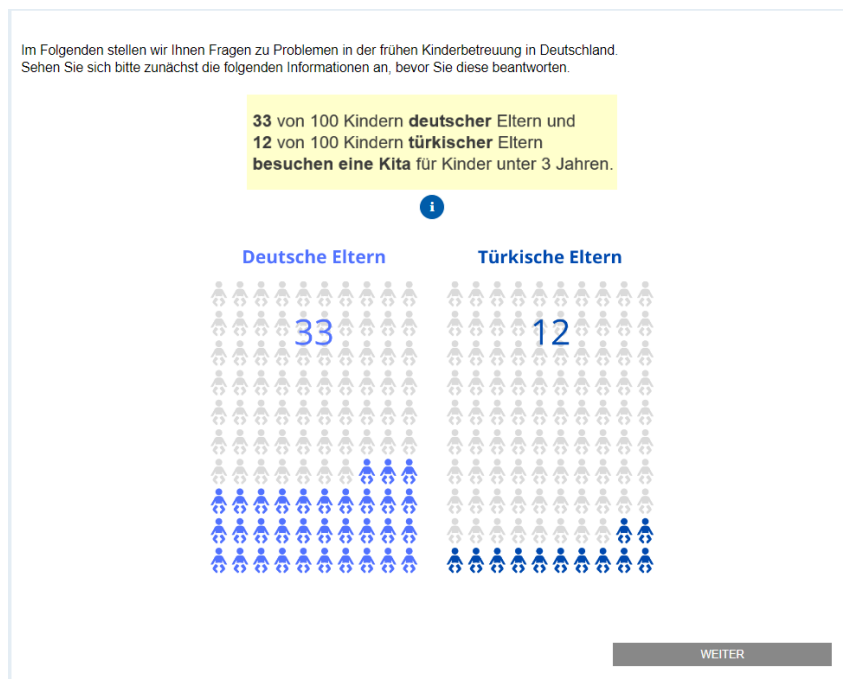 Im Folgenden stellen wir Ihnen Fragen zu Problemen in der frühen Kinderbetreuung in Deutschland.
Sehen Sie sich bitte zunächst die folgenden Informationen an, bevor Sie diese beantworten.
33 von 100 Kindern deutscher Eltern und
12 von 100 Kindern türkischer Eltern
besuchen eine Kita für Kinder unter 3 Jahren.
i
Deutsche Eltern
33
Türkische Eltern
12
WEITER